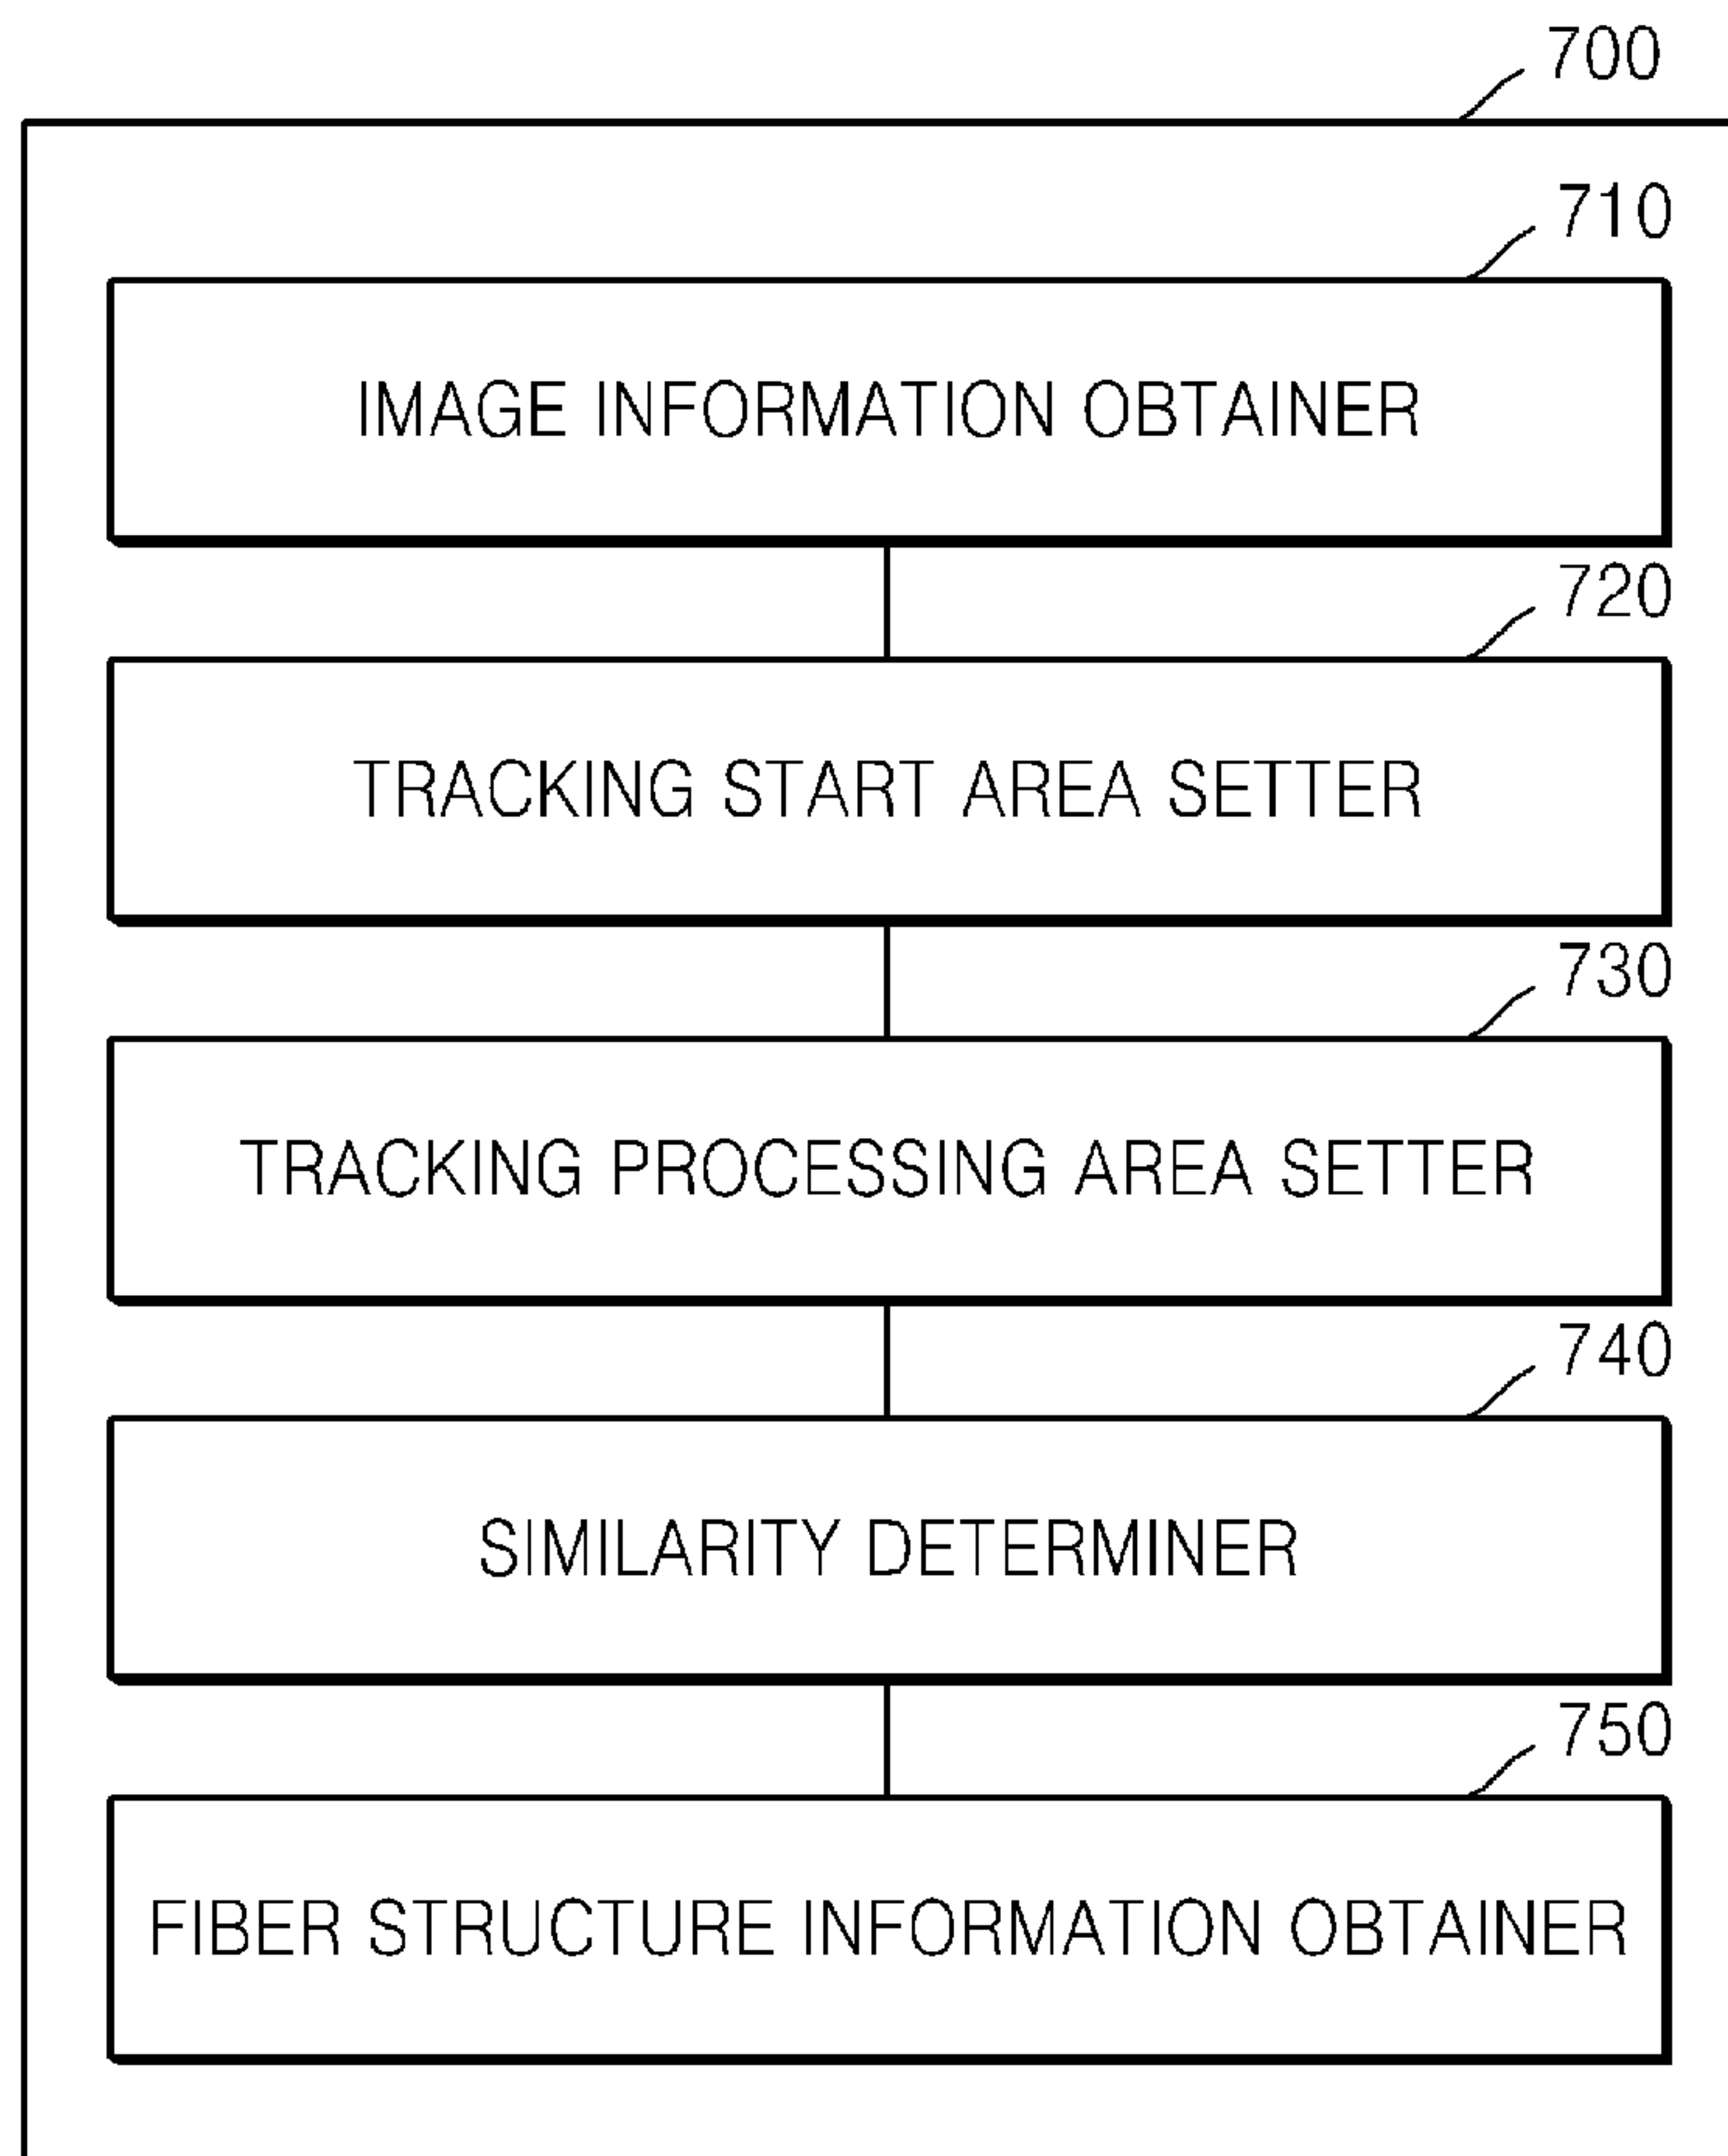 700
710
IMAGE INFORMATION OBTAINER
720
TRACKING START AREA SETTER
730
TRACKING PROCESSING AREA SETTER
740
SIMILARITY DETERMINER
750
FIBER STRUCTURE INFORMATION OBTAINER